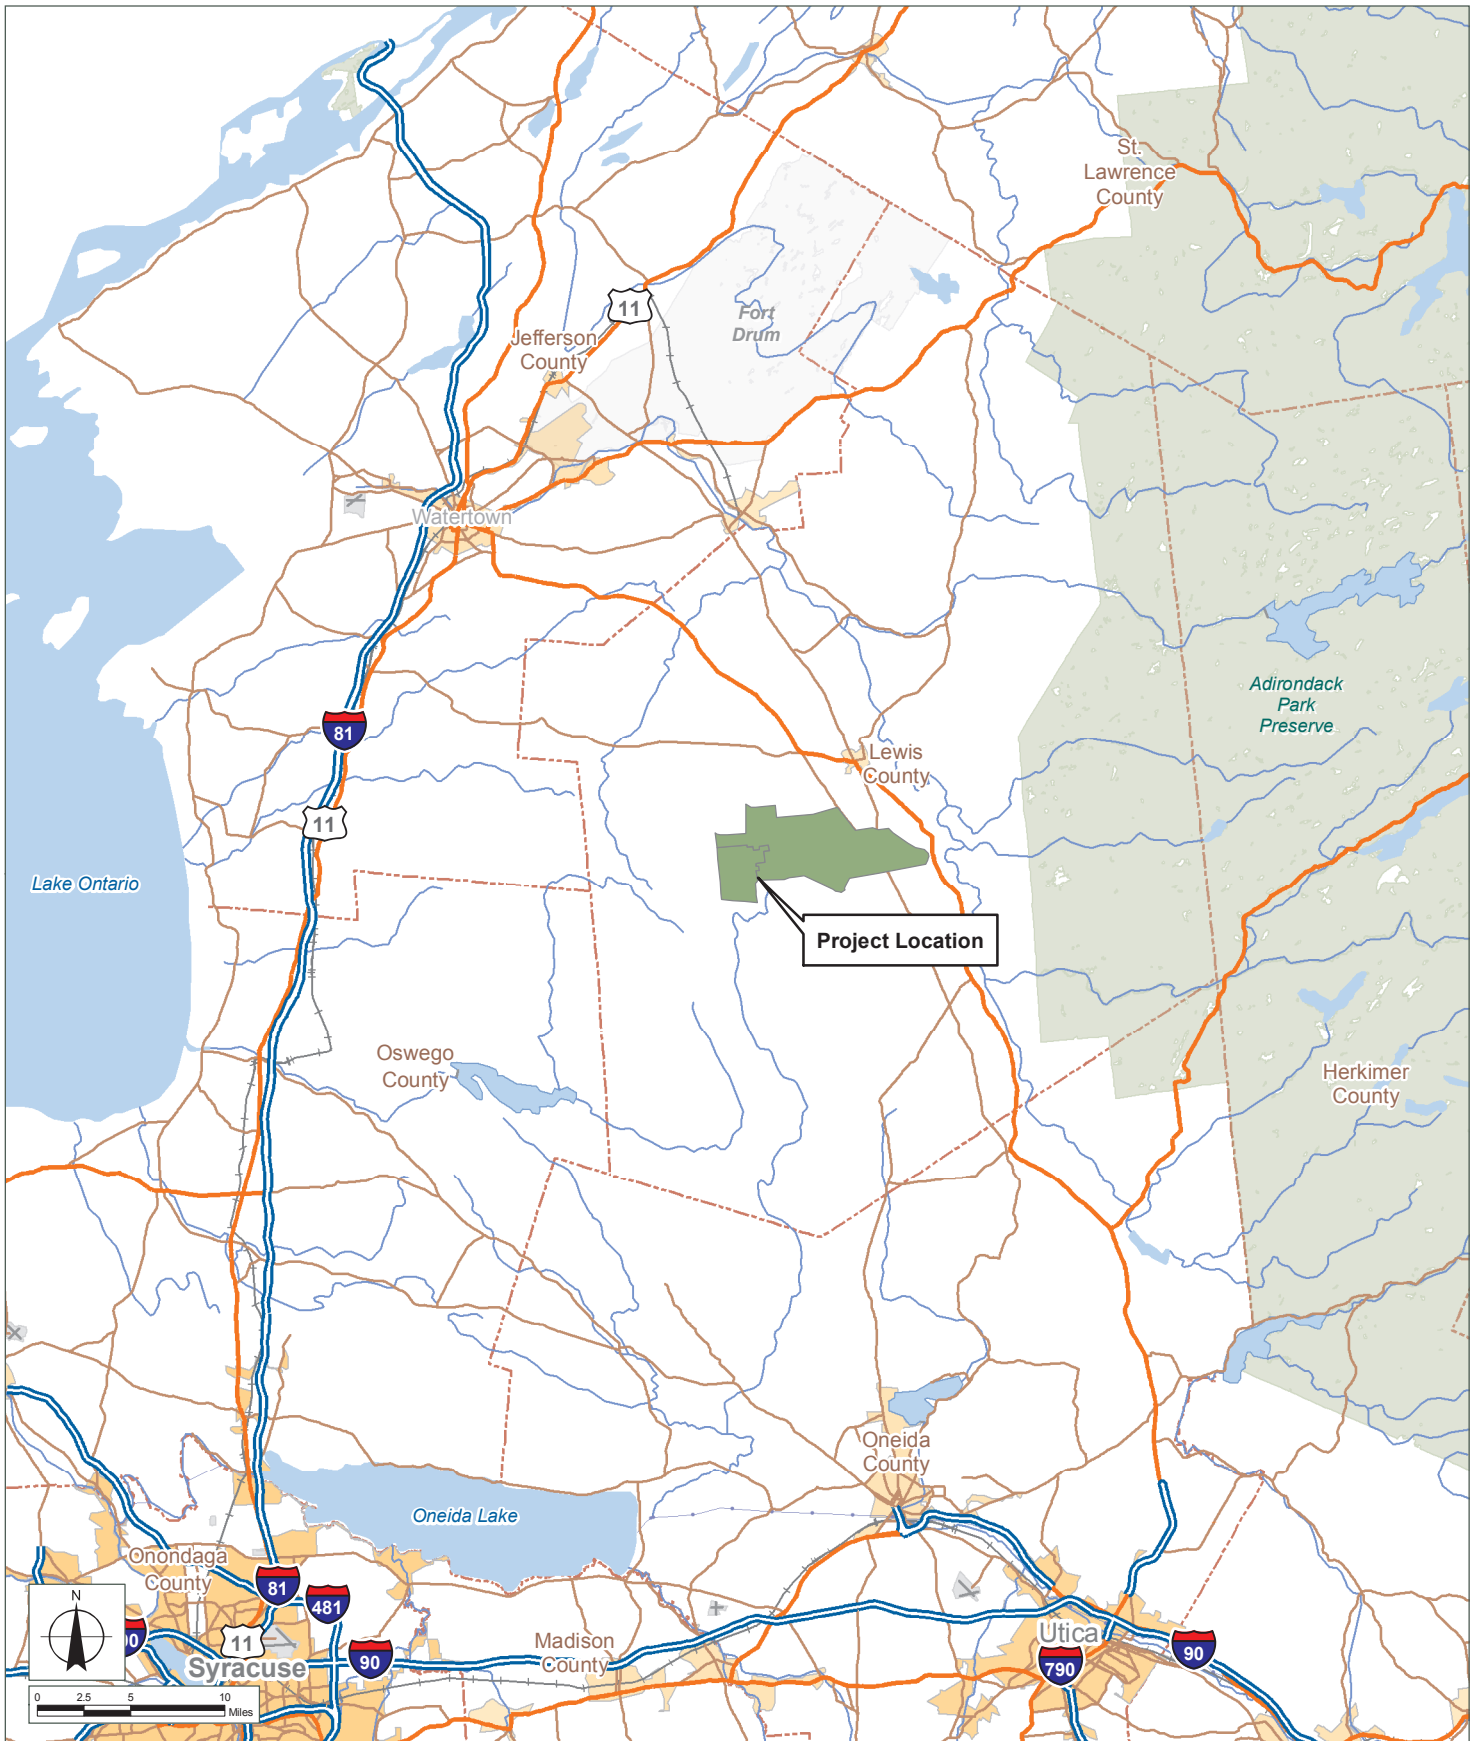 St.
Lawrence
County
11
Fort
Drum
Jefferson
County
Watertown
Adirondack
Park
Preserve
81
Lewis
County
11
Lake Ontario
Project Location
Oswego
County
Herkimer
County
Oneida
County
Oneida Lake
Onondaga
County
81
481
N
11
Madison
County
Utica
90
Syracuse
90
790
0 2.5 5 10
Miles